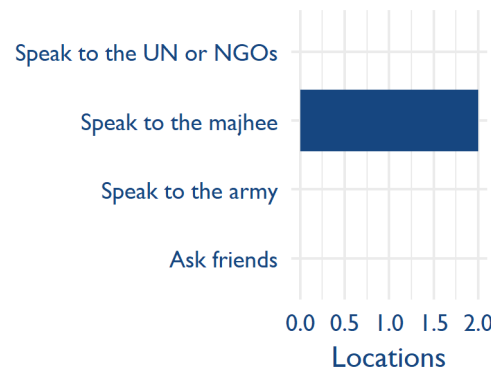 Speak to the UN or NGOs
Speak to the majhee
Speak to the army
Ask friends
0.0 0.5 1.0 1.5 2.0
Locations